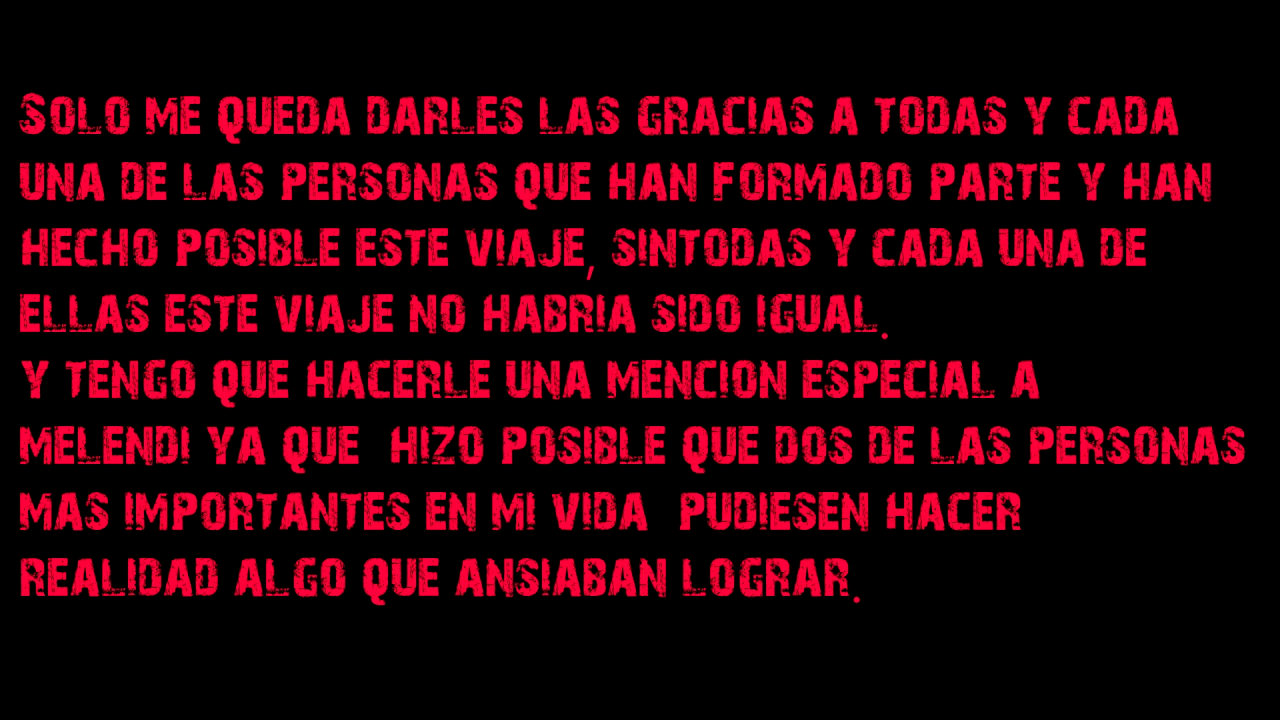 SOLO ME QUEDA DARLES LAS GRACIAS A TODAS Y CADA
UNA DE LAS PERSONAS QUE HAN FORMADO PARTE Y HAN
HECHO POSIBLE ESTE VIAJE, SINTODAS Y CADA UNA DE
ELLAS ESTE VIAJE NO HABRIA SIDO IGUAL.
Y TENGO QUE HACERLE UNA MENCION ESPECIAL A
MELENDI YA QUE  HIZO POSIBLE QUE DOS DE LAS PERSONAS
MAS IMPORTANTES EN MI VIDA  PUDIESEN HACER
REALIDAD ALGO QUE ANSIABAN LOGRAR.